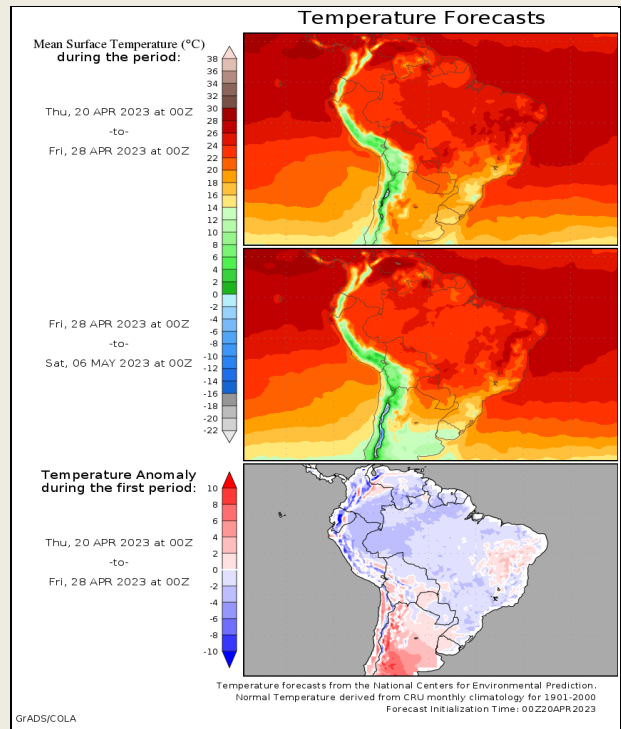 Temperature Forecasts
Mean Surface Temperature (°C)
during the period:
38
36
34
32
30
28
26
24
22
20
18
16
14
12
10
8
6
4
2
0
-2
-4
-6
-8
-10
-12
-14
-16
-18
-20
-22
Thu, 20 APR 2023 at 00Z
-to-
Fri, 28 APR 2023 at 00Z
Fri, 28 APR 2023 at 00Z
-to-
Sat, 06 MAY 2023 at 00Z
Temperature Anomaly
during the first period:
10
8
6
4
2
0
-2
-4
-6
-8
-10
Thu, 20 APR 2023 at 00Z
-to-
Fri, 28 APR 2023 at 00Z
Temperature forecasts from the National Centers for Environmental Prediction.
Normal Temperature derived from CRU monthly climatology for 1901-2000
Forecast Initialization Time: 00Z20APR2023
GrADS/COLA